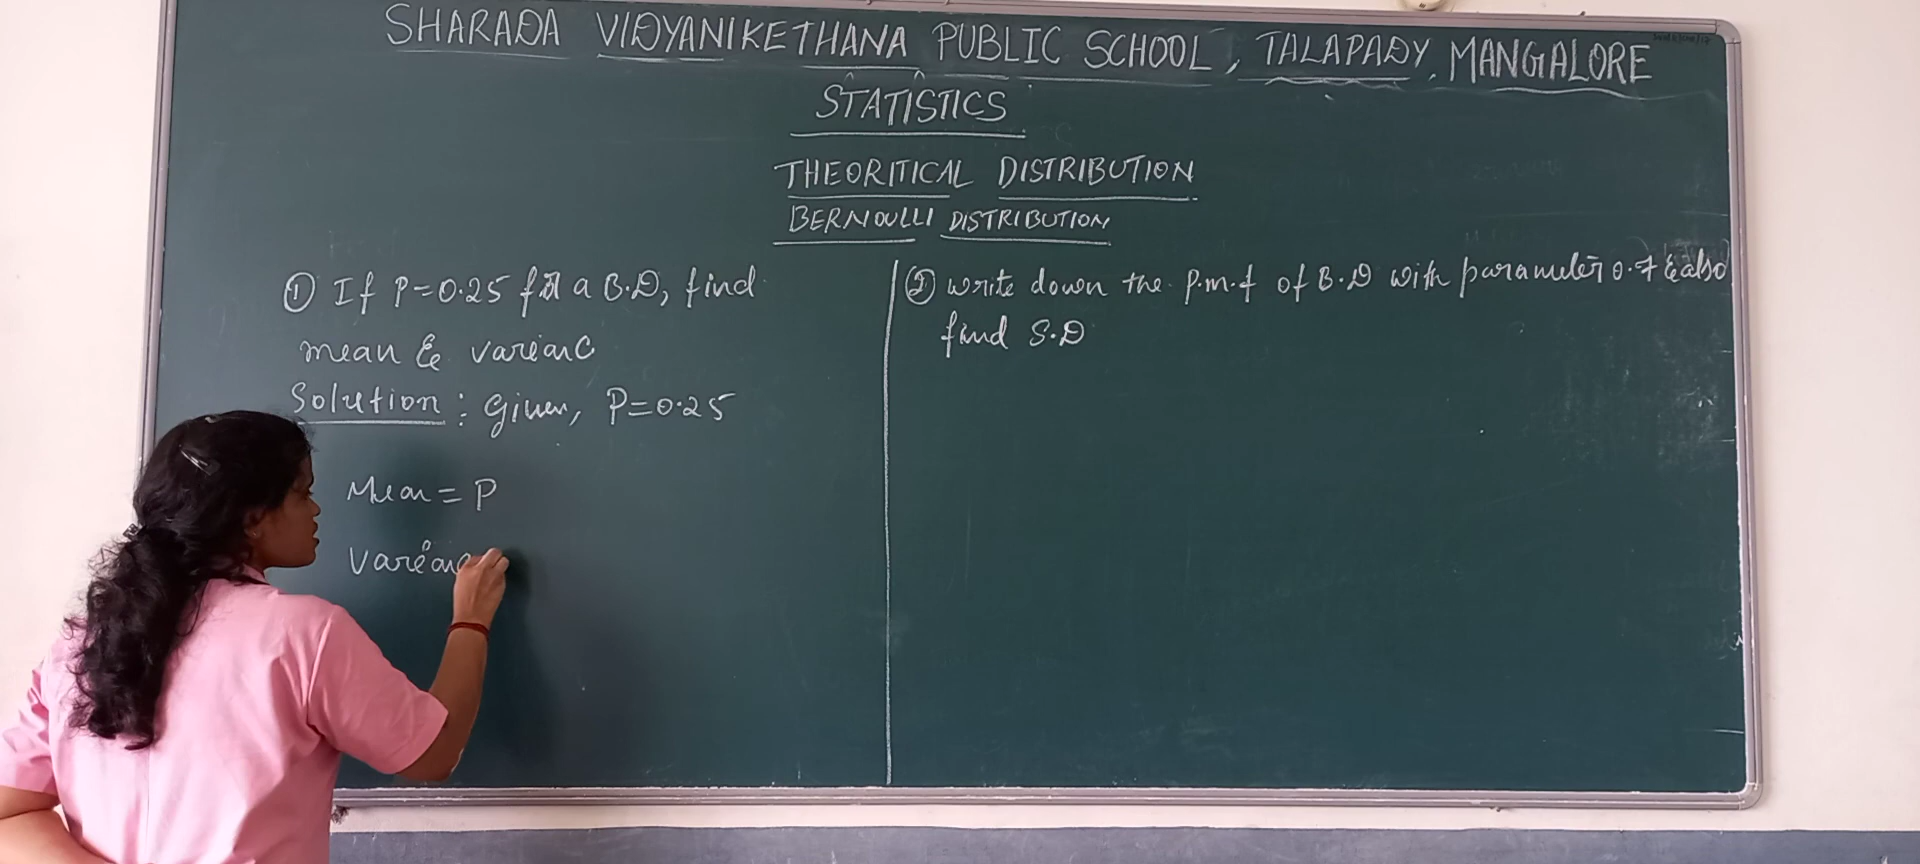 SHARADA VIDYANIKETHANA PUBLIC SCHOOL, TALAPADY, MANGALORE
STATISTICS
THEORITICAL DISTRIBUTION
BERNOULLI DISTRIBUTION
① If P=0.25 for a B.D, find
mean & varianc
Solution: Given, P=0.25
Mean = P
Varianc
② write down the p.m.f of B.D with parameter 0.7 & also
find S.D